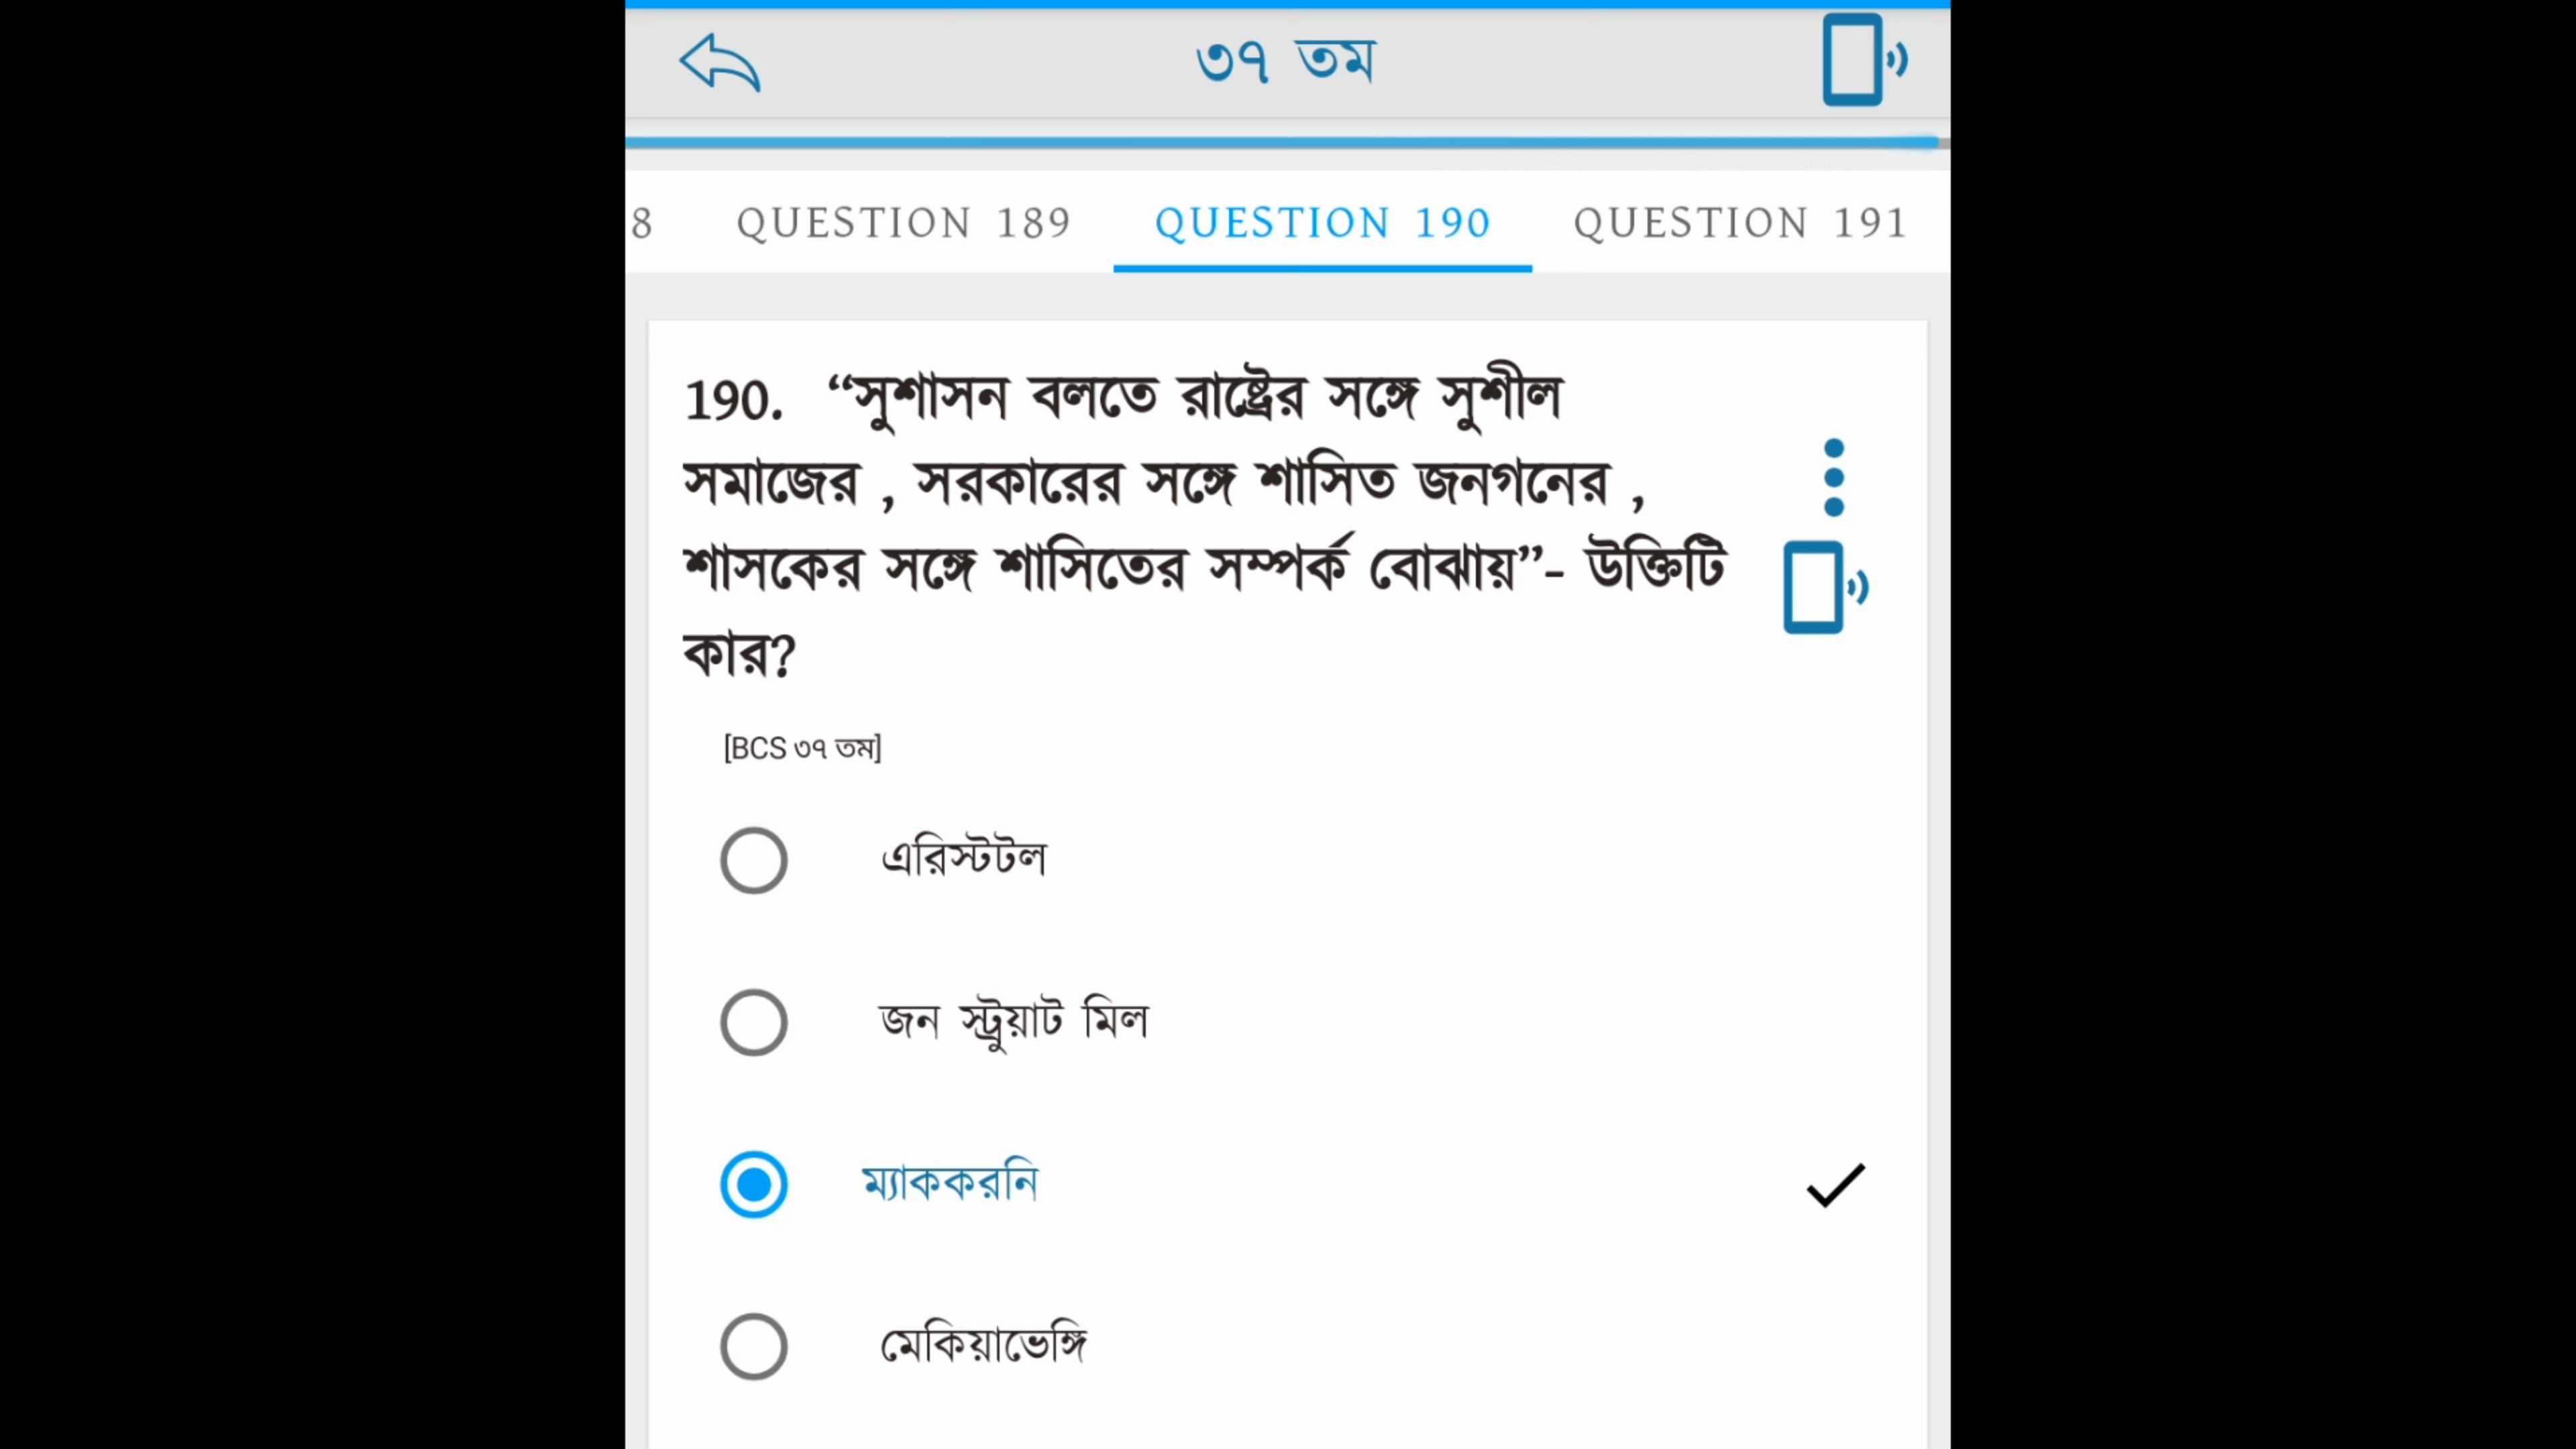 ৩৭ তম
8 QUESTION 189 QUESTION 190 QUESTION 191
190. “সুশাসন বলতে রাষ্ট্রের সঙ্গে সুশীল
সমাজের , সরকারের সঙ্গে শাসিত জনগনের ,
শাসকের সঙ্গে শাসিতের সম্পর্ক বোঝায়”- উক্তিটি
কার?
[BCS ৩৭ তম]
এরিস্টটল
জন স্ট্রুয়াট মিল
ম্যাককরনি
মেকিয়াভেঙ্গি